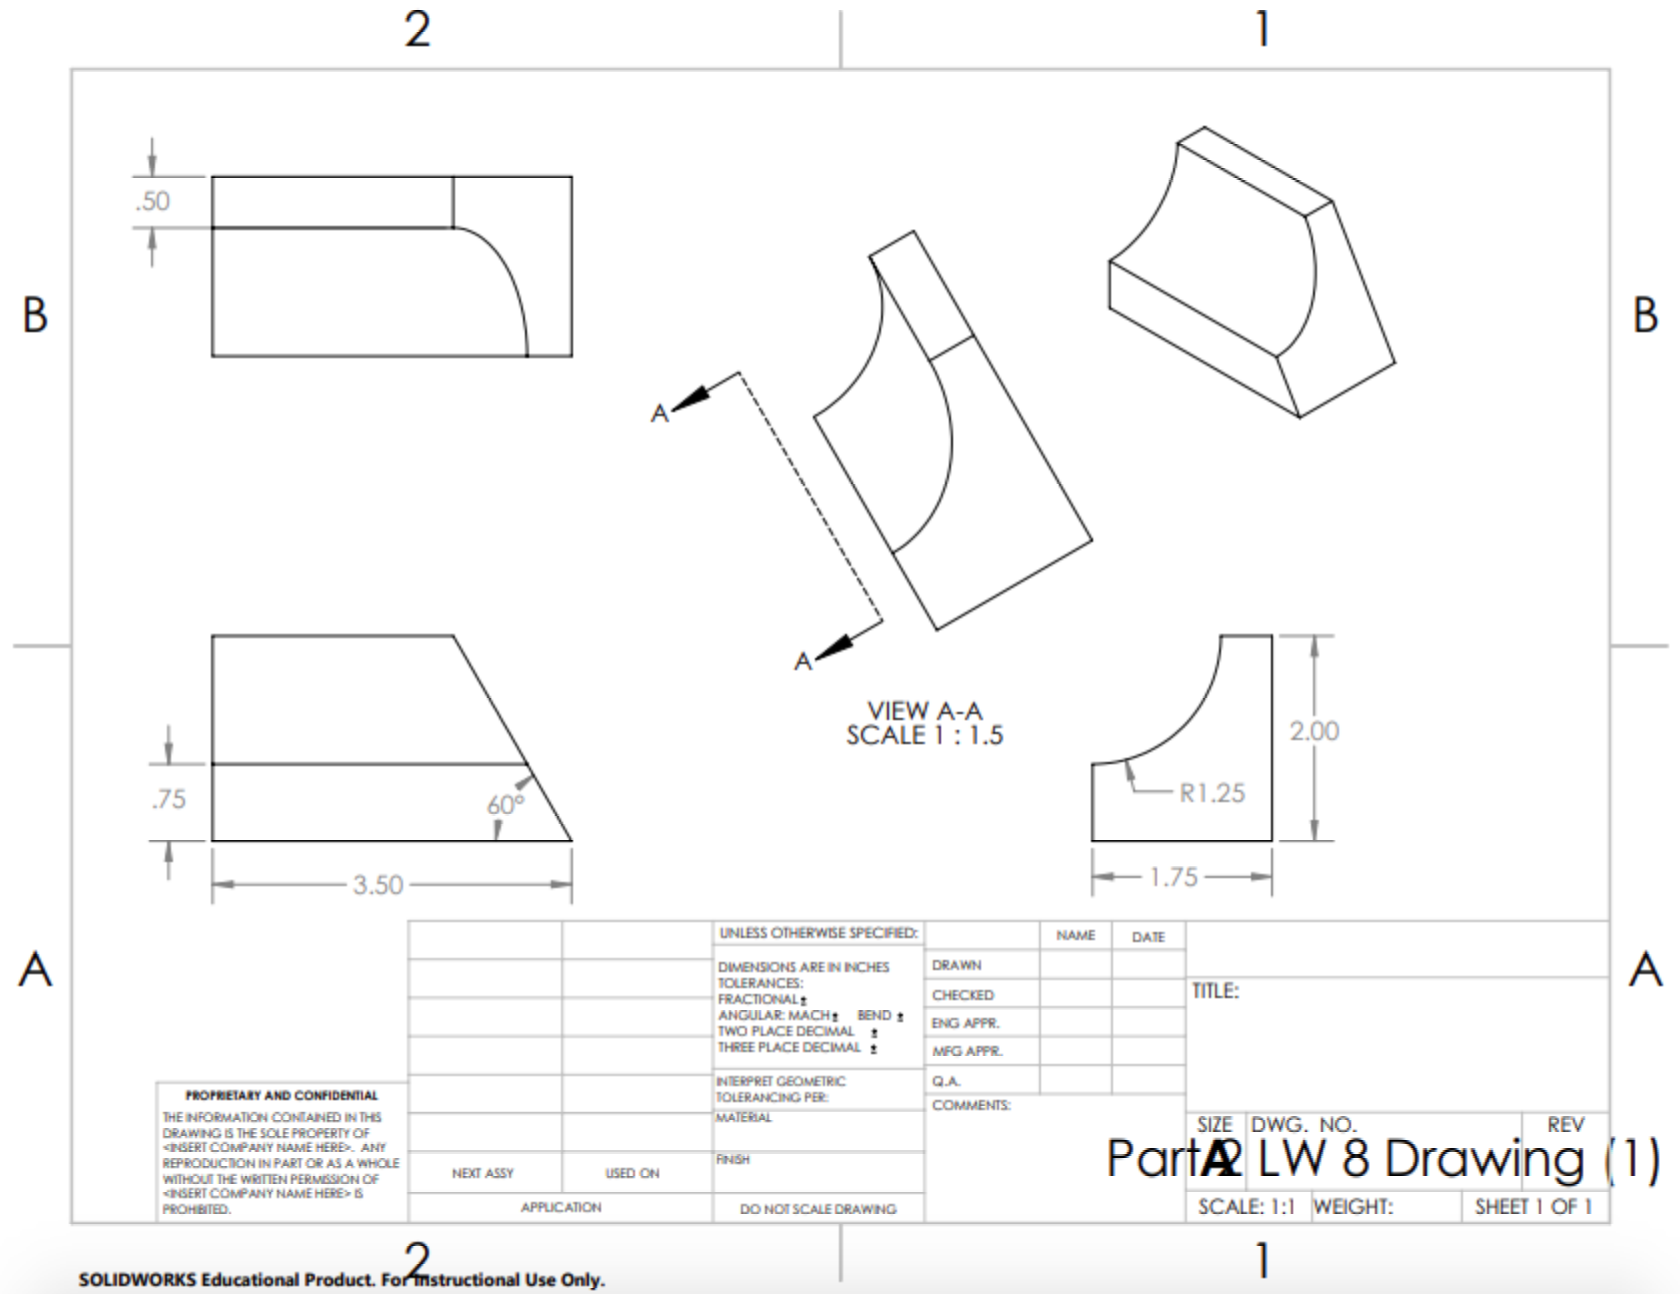 2 1
B B
.50
A
A
VIEW A-A
SCALE 1 : 1.5
2.00
R1.25
.75
60°
3.50
1.75
A A
UNLESS OTHERWISE SPECIFIED:
DIMENSIONS ARE IN INCHES
TOLERANCES:
FRACTIONAL±
ANGULAR: MACH± BEND ±
TWO PLACE DECIMAL ±
THREE PLACE DECIMAL ±
INTERPRET GEOMETRIC
TOLERANCING PER:
MATERIAL
FINISH
DO NOT SCALE DRAWING
NAME DATE
DRAWN
CHECKED
ENG APPR.
MFG APPR.
Q.A.
COMMENTS:
TITLE:
SIZE DWG. NO. REV
A
Part 2 LW 8 Drawing (1)
SCALE: 1:1 WEIGHT: SHEET 1 OF 1
PROPRIETARY AND CONFIDENTIAL
THE INFORMATION CONTAINED IN THIS
DRAWING IS THE SOLE PROPERTY OF
<INSERT COMPANY NAME HERE>. ANY
REPRODUCTION IN PART OR AS A WHOLE
WITHOUT THE WRITTEN PERMISSION OF
<INSERT COMPANY NAME HERE> IS
PROHIBITED.
NEXT ASSY USED ON
APPLICATION
2 1
SOLIDWORKS Educational Product. For Instructional Use Only.